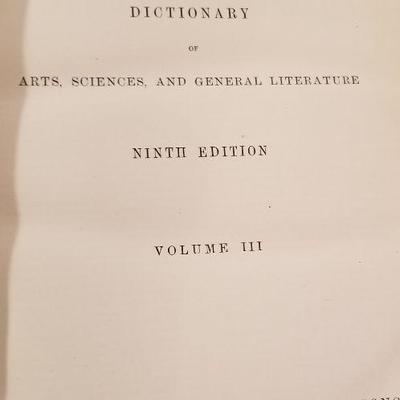 DICTIONARY
OF
ARTS, SCIENCES, AND GENERAL LITERATURE
NINTH EDITION
VOLUME III